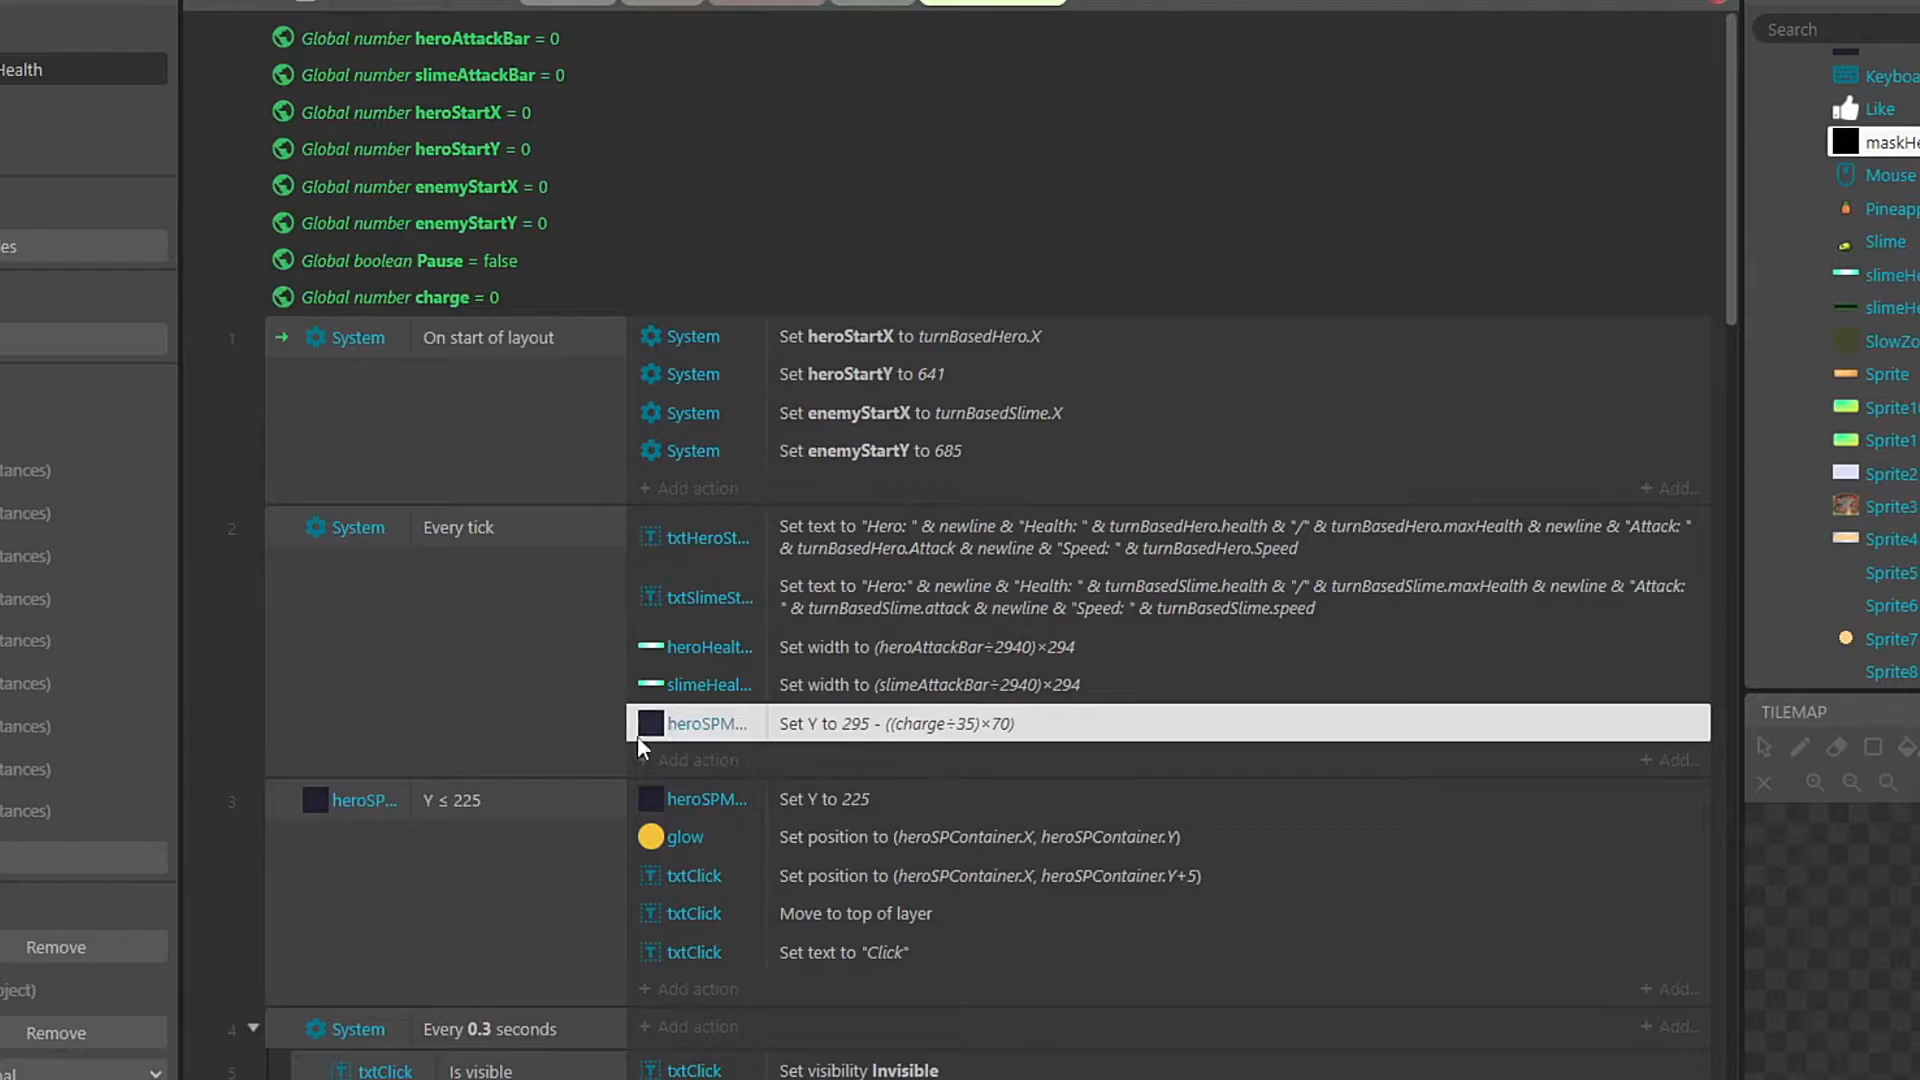 Global number heroAttackBar = 0
Global number slimeAttackBar = 0
Global number heroStartX = 0
Global number heroStartY = 0
Global number enemyStartX = 0
Global number enemyStartY = 0
Global boolean Pause = false
Global number charge = 0
1 System On start of layout
System Set heroStartX to turnBasedHero.X
System Set heroStartY to 641
System Set enemyStartX to turnBasedSlime.X
System Set enemyStartY to 685
+ Add action + Add...
2 System Every tick
txtHeroSt... Set text to "Hero: " & newline & "Health: " & turnBasedHero.health & "/" & turnBasedHero.maxHealth & newline & "Attack: "
& turnBasedHero.Attack & newline & "Speed: " & turnBasedHero.Speed
txtSlimeSt... Set text to "Hero:" & newline & "Health: " & turnBasedSlime.health & "/" & turnBasedSlime.maxHealth & newline & "Attack:
" & turnBasedSlime.attack & newline & "Speed: " & turnBasedSlime.speed
heroHealt... Set width to (heroAttackBar÷2940)×294
slimeHeal... Set width to (slimeAttackBar÷2940)×294
heroSPM... Set Y to 295 - ((charge÷35)×70)
Add action + Add...
3 heroSP... Y ≤ 225
heroSPM... Set Y to 225
glow Set position to (heroSPContainer.X, heroSPContainer.Y)
txtClick Set position to (heroSPContainer.X, heroSPContainer.Y+5)
txtClick Move to top of layer
txtClick Set text to "Click"
+ Add action + Add...
4 System Every 0.3 seconds + Add action + Add...
5 txtClick Is visible txtClick Set visibility Invisible
Health
es
tances)
tances)
tances)
tances)
tances)
tances)
tances)
tances)
tances)
Remove
bject)
Remove
Search
Keyboa
Like
maskHe
Mouse
Pineapp
Slime
slimeHe
slimeHe
SlowZo
Sprite
Sprite10
Sprite1
Sprite2
Sprite3
Sprite4
Sprite5
Sprite6
Sprite7
Sprite8
TILEMAP